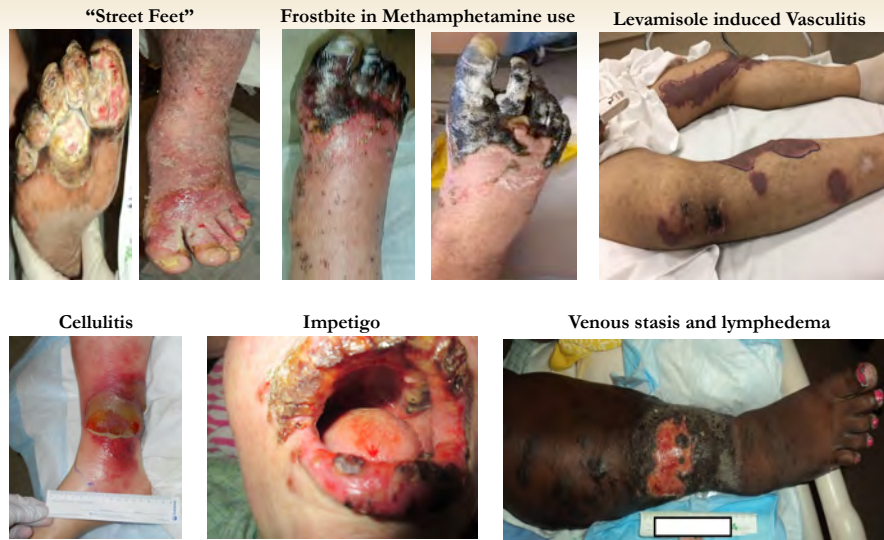 “Street Feet”
Frostbite in Methamphetamine use
Levamisole induced Vasculitis
Cellulitis
Impetigo
Venous stasis and lymphedema